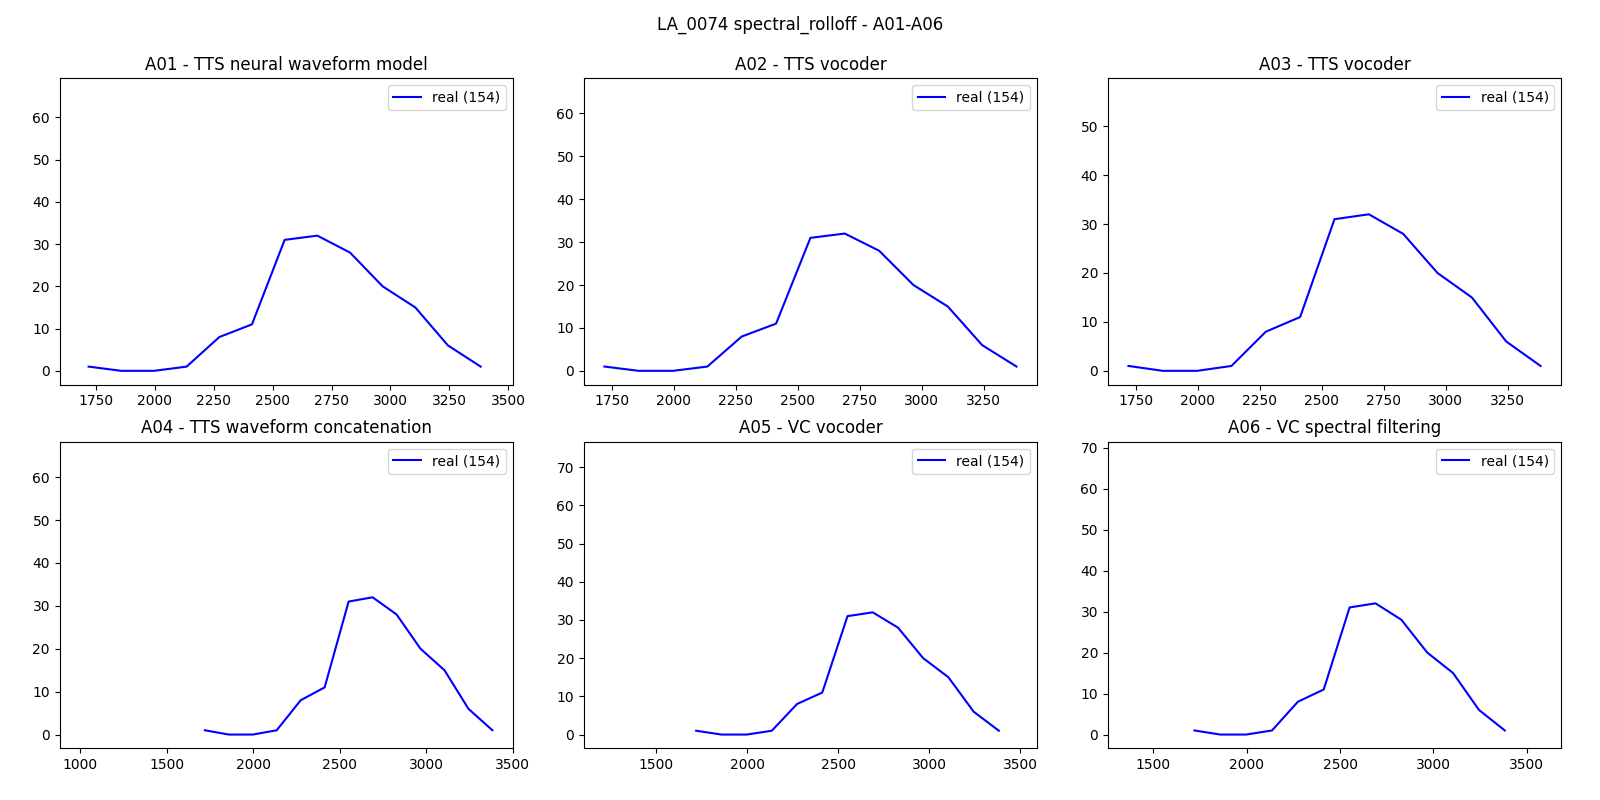 LA_0074 spectral_rolloff - A01-A06
A01 - TTS neural waveform model
real (154)
60
50
40
30
20
10
0
1750 2000 2250 2500 2750 3000 3250 3500
A02 - TTS vocoder
real (154)
60
50
40
30
20
10
0
1750 2000 2250 2500 2750 3000 3250
A03 - TTS vocoder
real (154)
50
40
30
20
10
0
1750 2000 2250 2500 2750 3000 3250
A04 - TTS waveform concatenation
real (154)
60
50
40
30
20
10
0
1000 1500 2000 2500 3000 3500
A05 - VC vocoder
real (154)
70
60
50
40
30
20
10
0
1500 2000 2500 3000 3500
A06 - VC spectral filtering
real (154)
70
60
50
40
30
20
10
0
1500 2000 2500 3000 3500